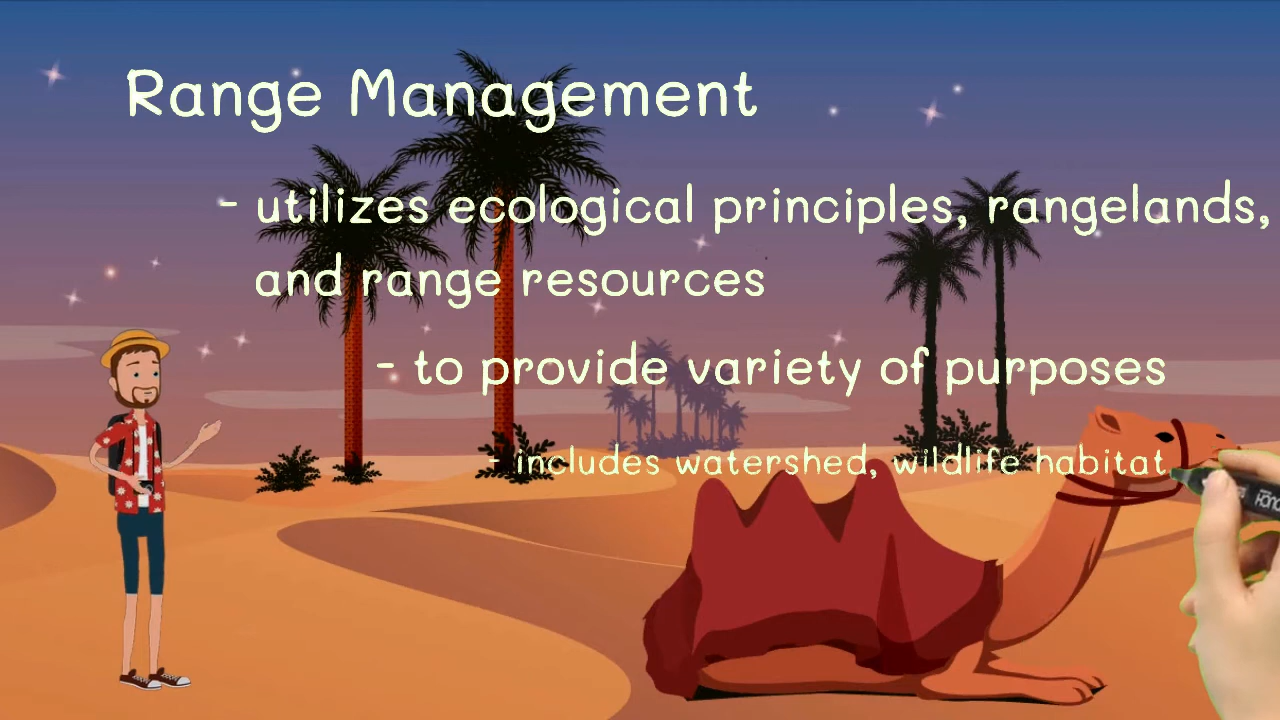 Range Management
- utilizes ecological principles, rangelands,
and range resources
- to provide variety of purposes
- includes watershed, wildlife habitat